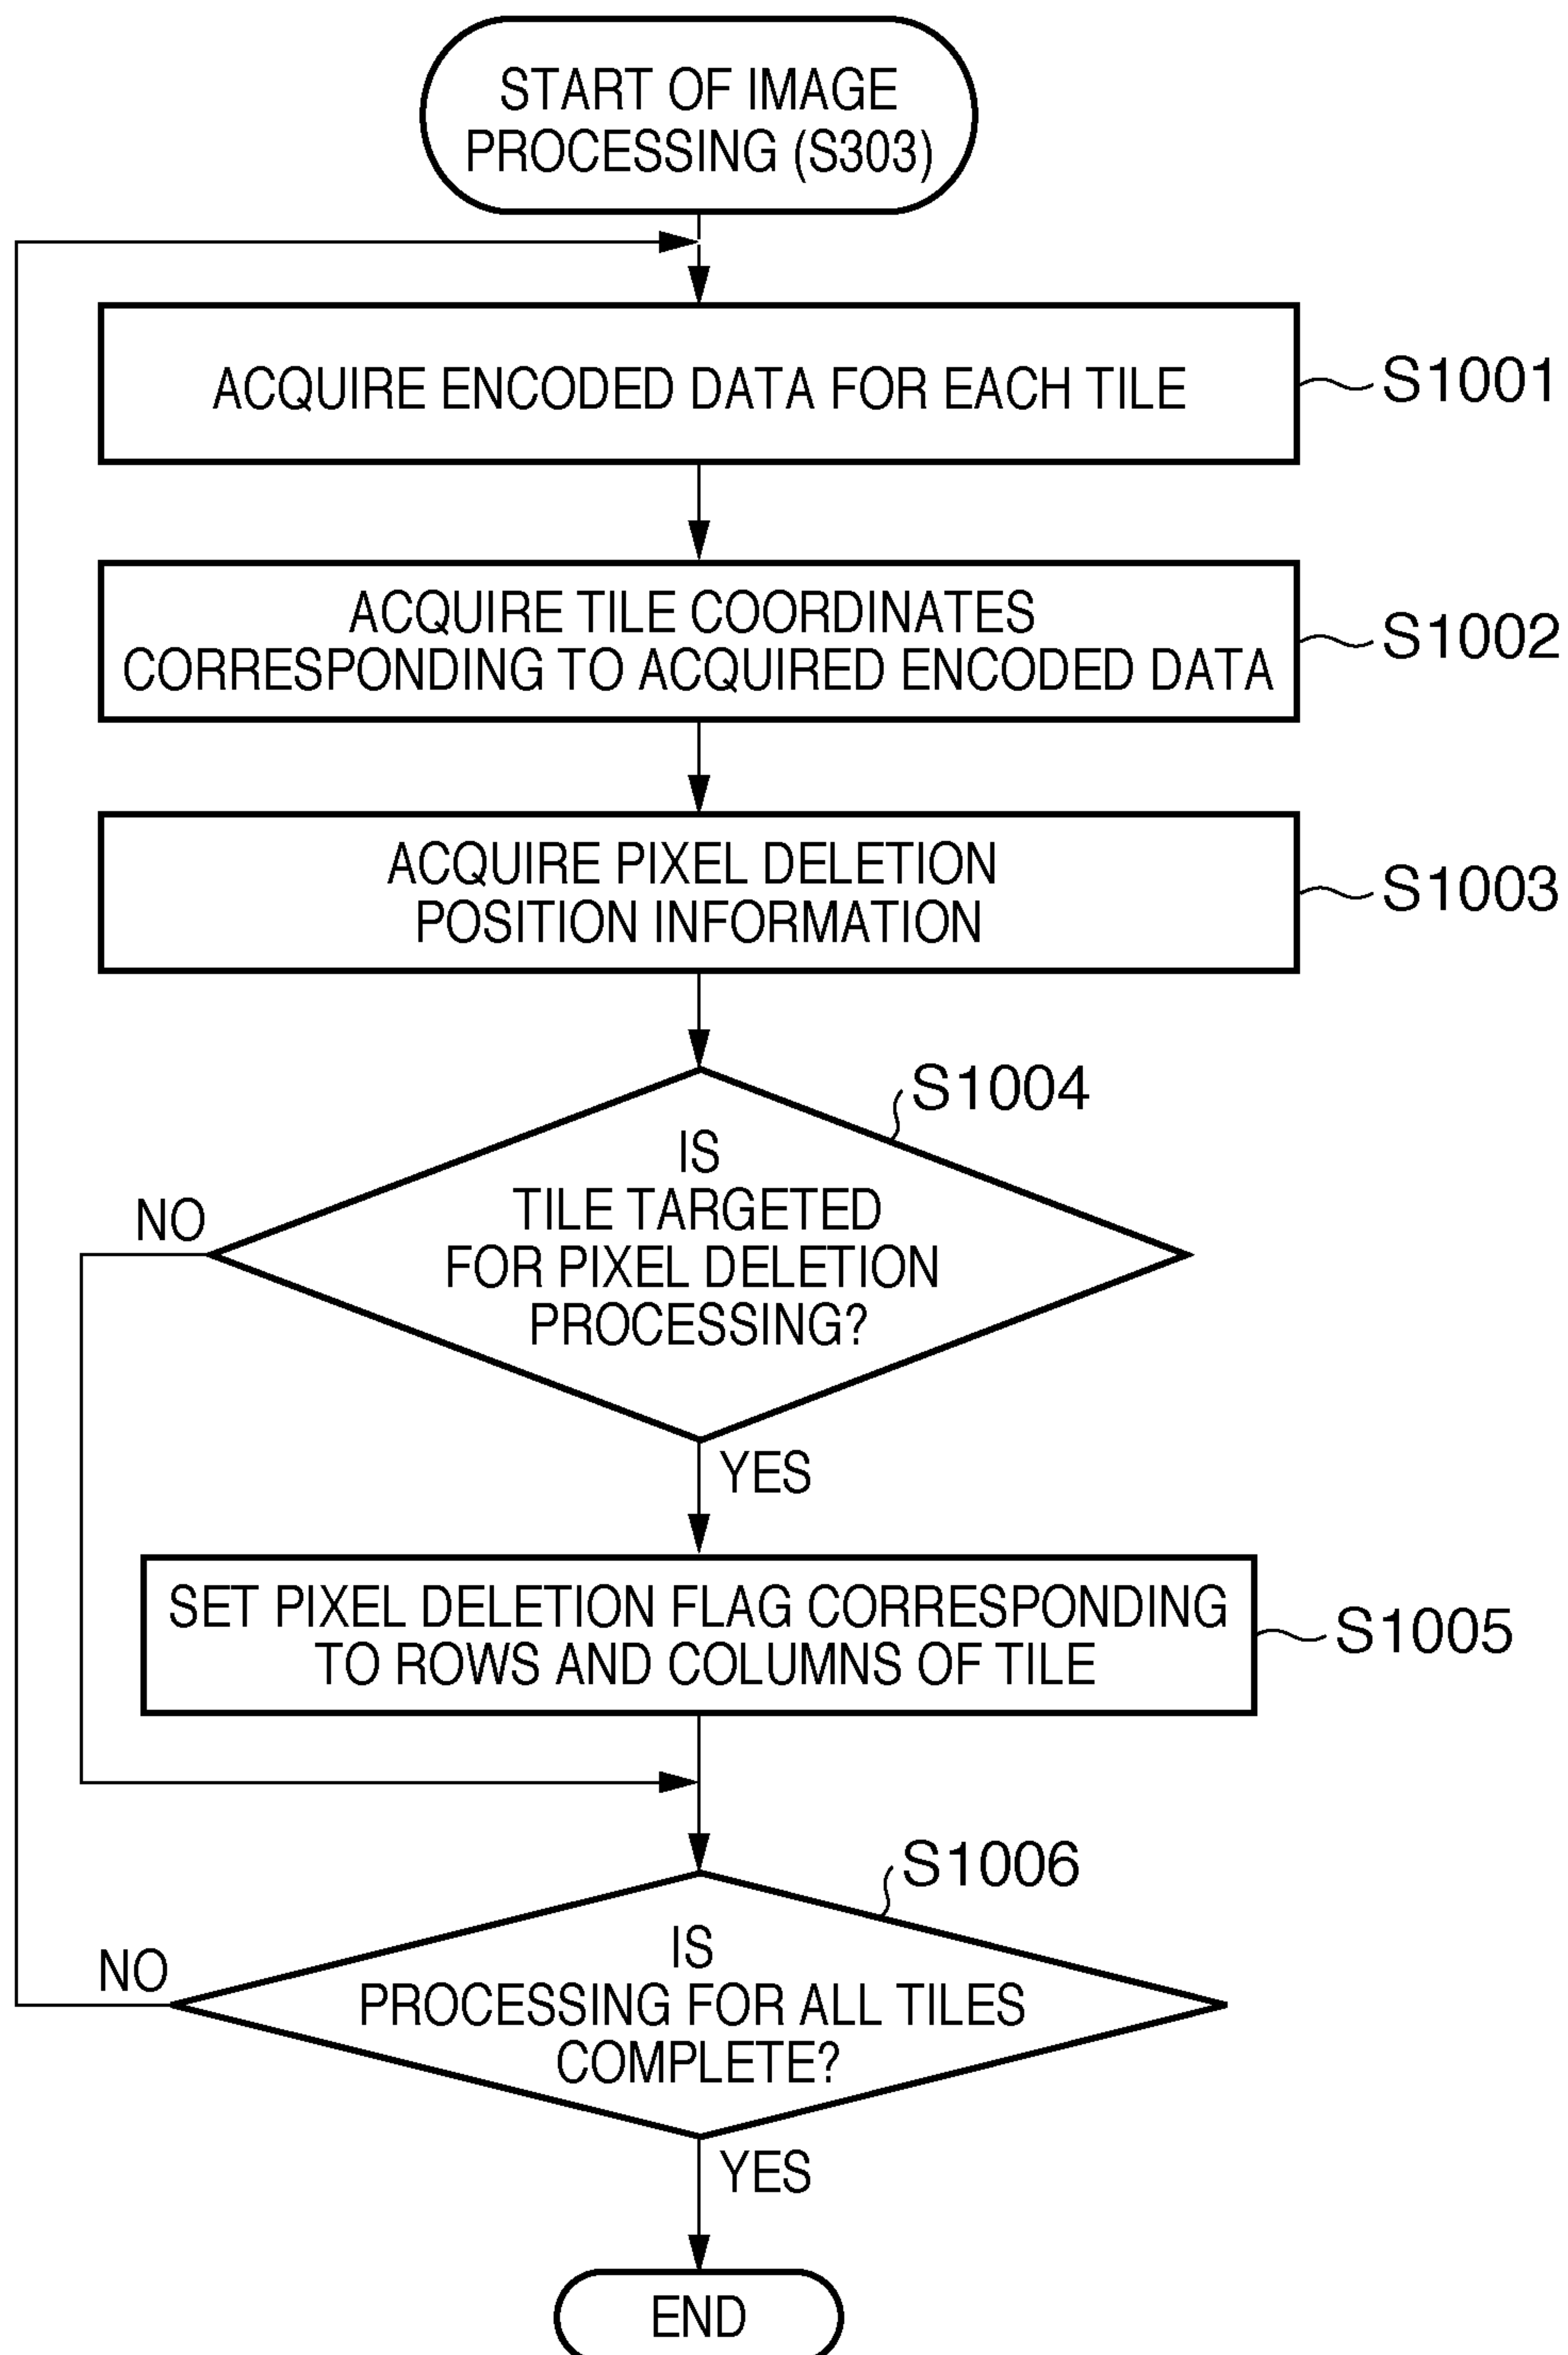 START OF IMAGE
PROCESSING (S303)
ACQUIRE ENCODED DATA FOR EACH TILE
S1001
ACQUIRE TILE COORDINATES
CORRESPONDING TO ACQUIRED ENCODED DATA
S1002
ACQUIRE PIXEL DELETION
POSITION INFORMATION
S1003
S1004
IS
TILE TARGETED
FOR PIXEL DELETION
PROCESSING?
NO
YES
SET PIXEL DELETION FLAG CORRESPONDING
TO ROWS AND COLUMNS OF TILE
S1005
S1006
IS
PROCESSING FOR ALL TILES
COMPLETE?
NO
YES
END